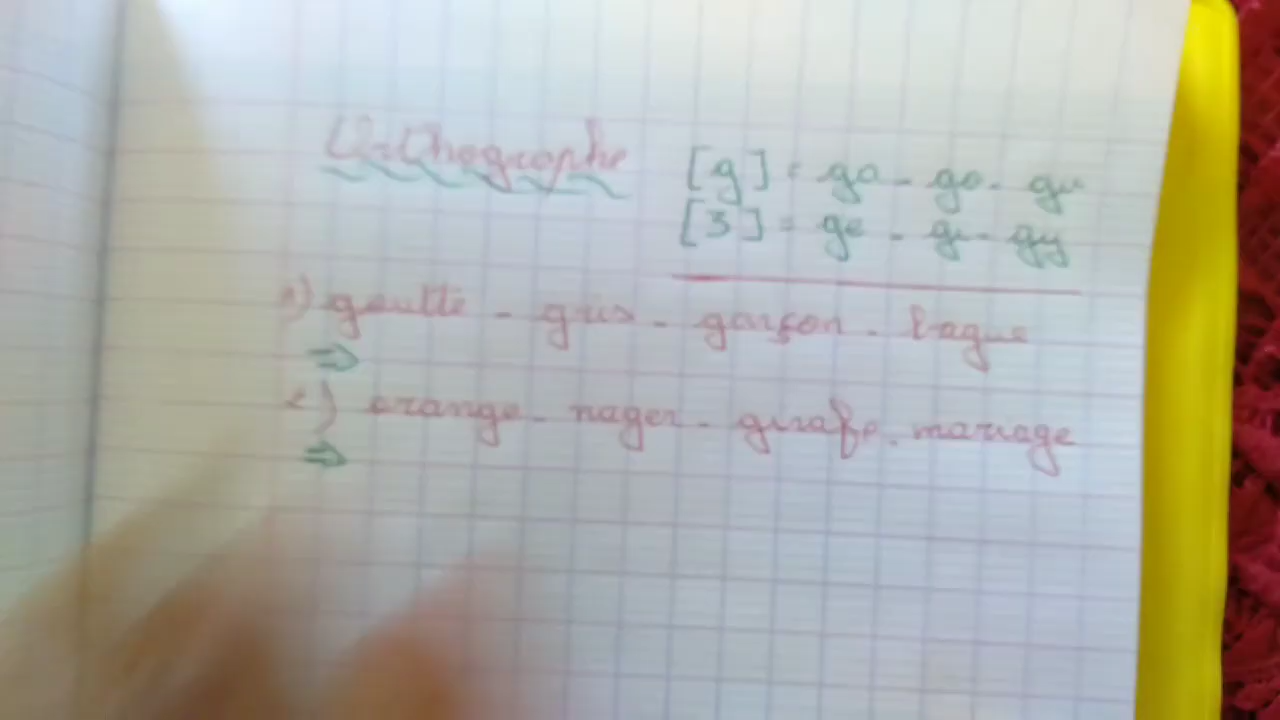 Orthographe
[g] = ga - go - gu
[ʒ] = ge - gi - gy
1) goutte - gris - garçon - bague
⇒
2) orange - nager - girafe - mariage
⇒